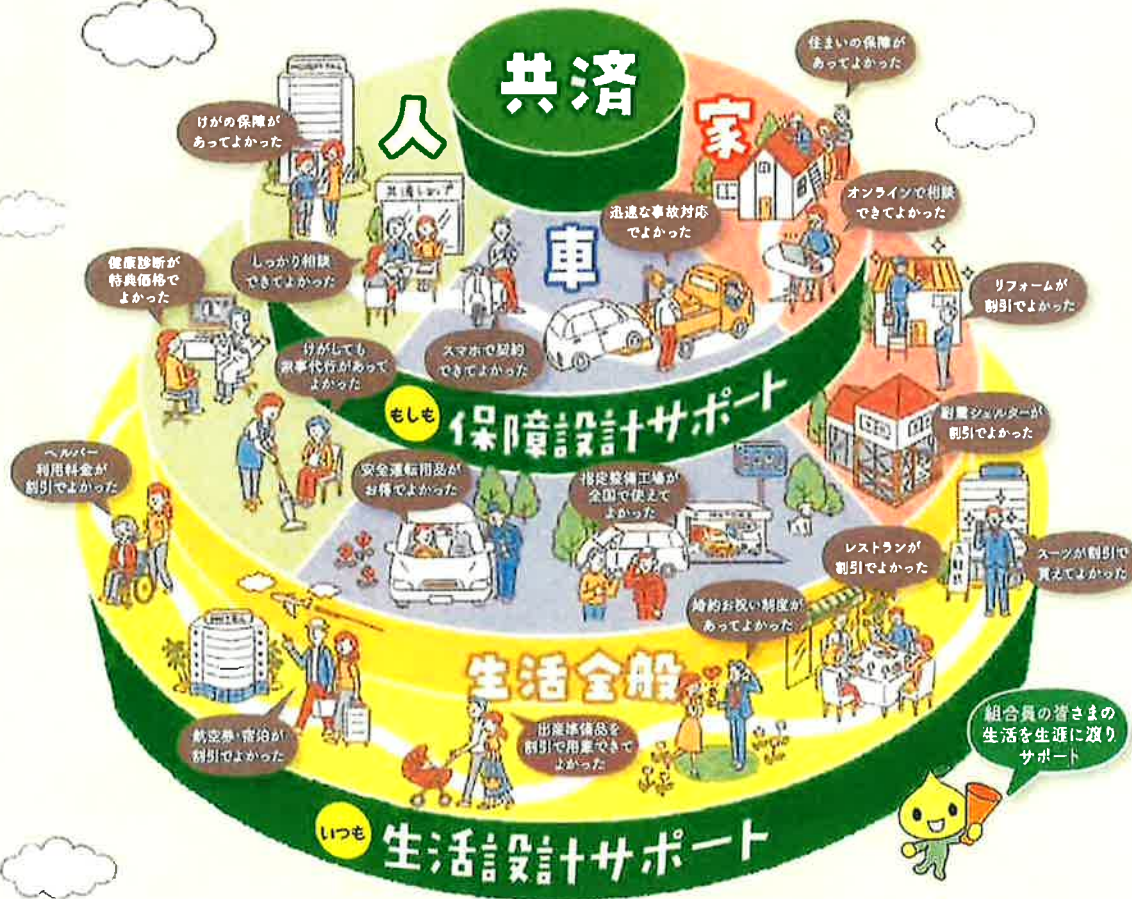 共済
人
家
車
住まいの保障が
あってよかった
HOSPITAL
けがの保障が
あってよかった
共済ショップ
迅速な事故対応
でよかった
オンラインで相談
できてよかった
健康診断が
特典価格で
よかった
しっかり相談
できてよかった
リフォームが
割引でよかった
けがしても
家事代行があって
よかった
スマホで契約
できてよかった
もしも
保障設計サポート
耐震シェルターが
割引でよかった
ヘルパー
利用料金が
割引でよかった
安全運転用品が
お得でよかった
指定整備工場が
全国で使えて
よかった
レストランが
割引でよかった
スーツが割引で
買えてよかった
婚約お祝い制度が
あってよかった
HOTEL
生活全般
航空券・宿泊が
割引でよかった
出産準備品を
割引で用意できて
よかった
組合員の皆さまの
生活を生涯に渡り
サポート
いつも
生活設計サポート